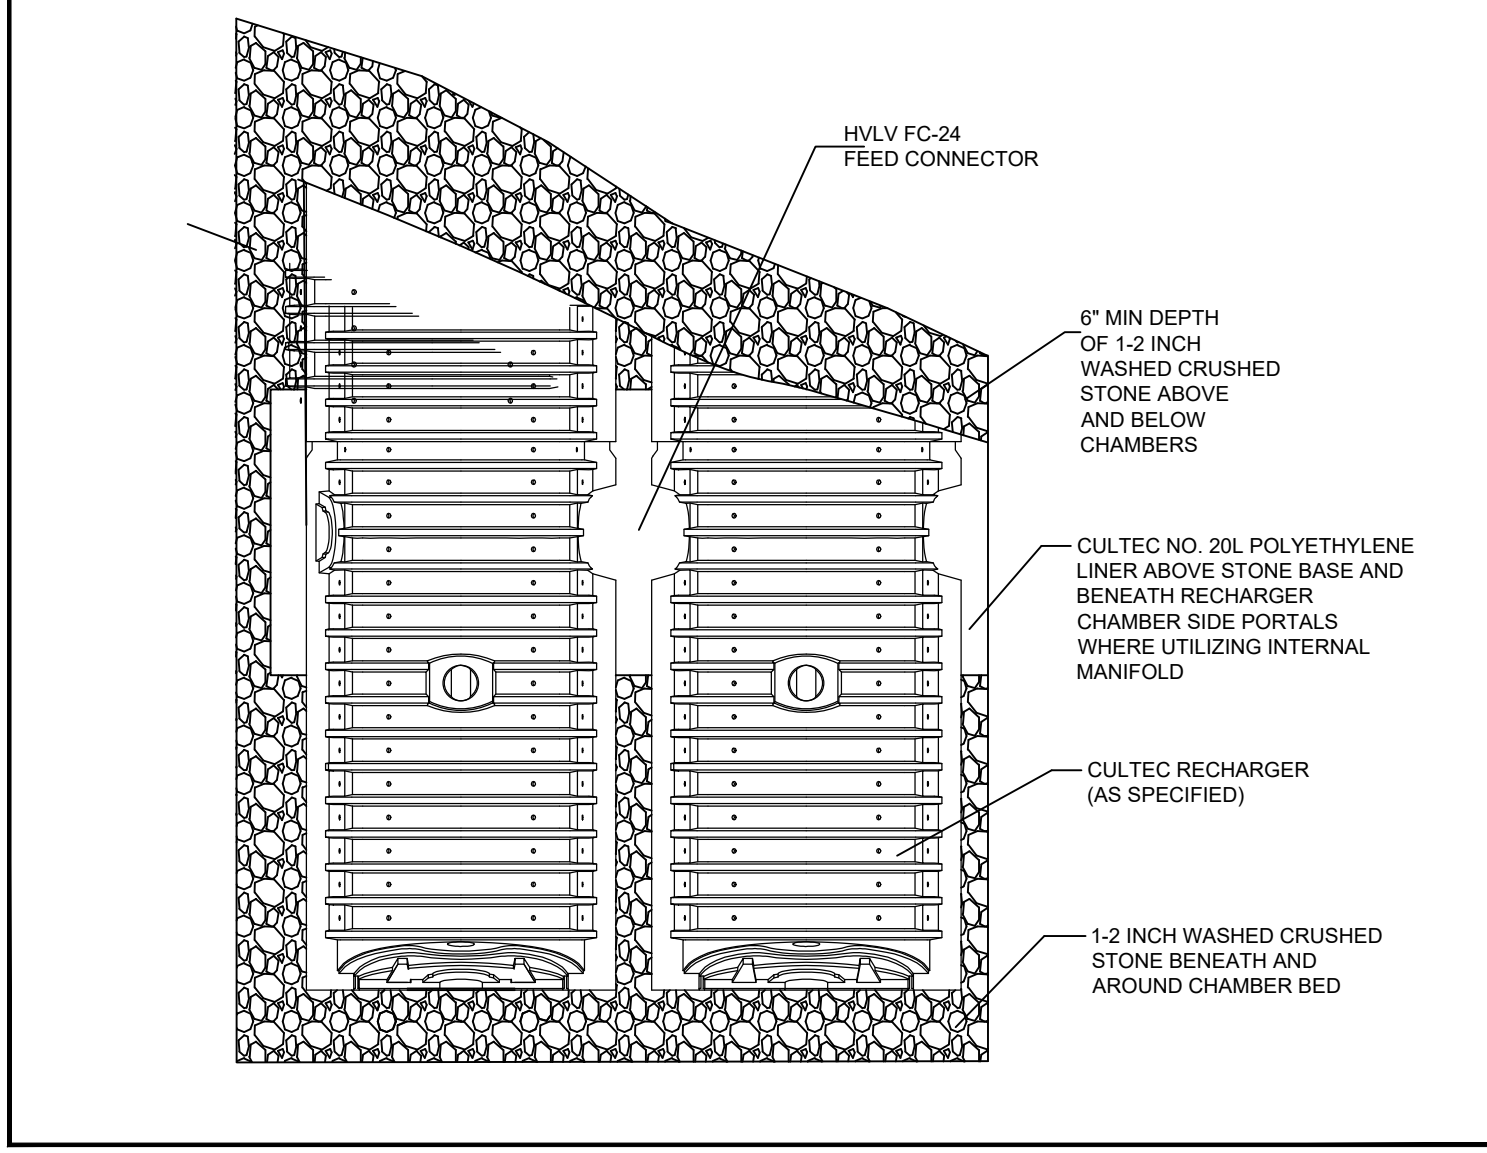 HVLV FC-24
FEED CONNECTOR
6" MIN DEPTH
OF 1-2 INCH
WASHED CRUSHED
STONE ABOVE
AND BELOW
CHAMBERS
CULTEC NO. 20L POLYETHYLENE
LINER ABOVE STONE BASE AND
BENEATH RECHARGER
CHAMBER SIDE PORTALS
WHERE UTILIZING INTERNAL
MANIFOLD
CULTEC RECHARGER
(AS SPECIFIED)
1-2 INCH WASHED CRUSHED
STONE BENEATH AND
AROUND CHAMBER BED